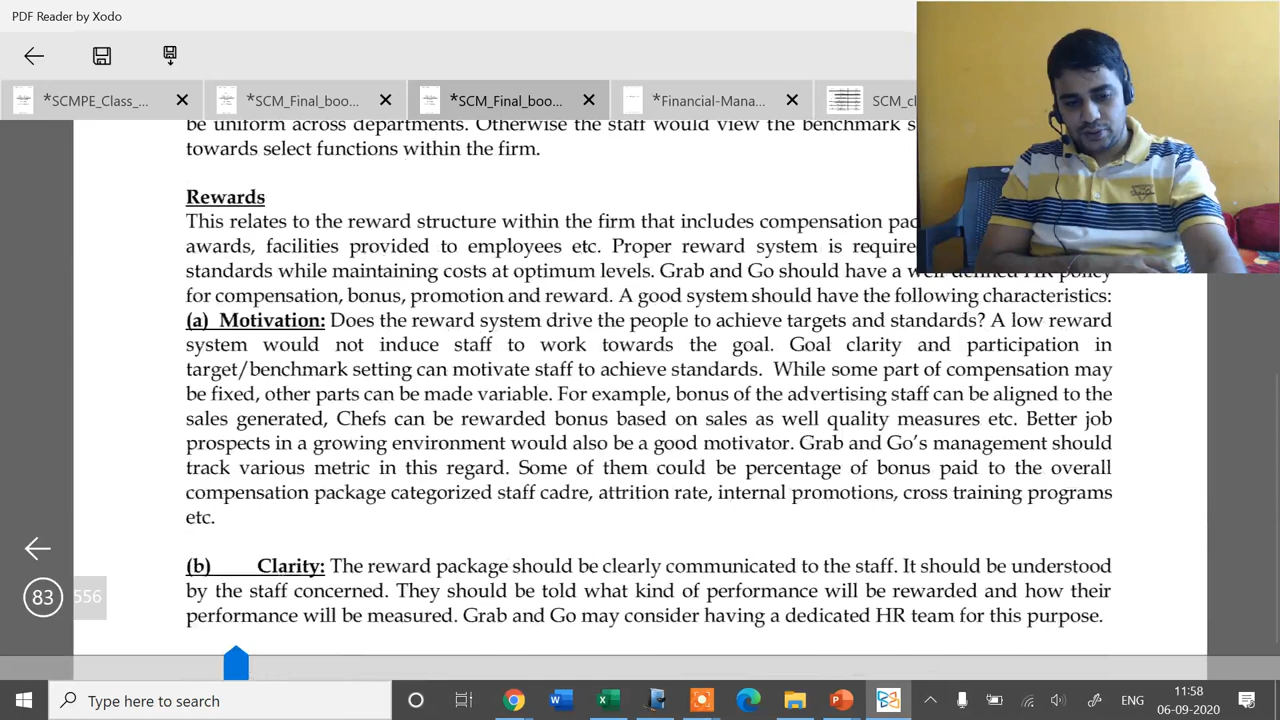 PDF Reader by Xodo
*SCMPE_Class_...
*SCM_Final_boo...
*SCM_Final_boo...
*Financial-Mana...
SCM_c
be uniform across departments. Otherwise the staff would view the benchmark s
towards select functions within the firm.
Rewards
This relates to the reward structure within the firm that includes compensation pac
awards, facilities provided to employees etc. Proper reward system is require
standards while maintaining costs at optimum levels. Grab and Go should have a well-defined HR policy
for compensation, bonus, promotion and reward. A good system should have the following characteristics:
(a) Motivation: Does the reward system drive the people to achieve targets and standards? A low reward
system would not induce staff to work towards the goal. Goal clarity and participation in
target/benchmark setting can motivate staff to achieve standards. While some part of compensation may
be fixed, other parts can be made variable. For example, bonus of the advertising staff can be aligned to the
sales generated, Chefs can be rewarded bonus based on sales as well quality measures etc. Better job
prospects in a growing environment would also be a good motivator. Grab and Go's management should
track various metric in this regard. Some of them could be percentage of bonus paid to the overall
compensation package categorized staff cadre, attrition rate, internal promotions, cross training programs
etc.
(b) Clarity: The reward package should be clearly communicated to the staff. It should be understood
by the staff concerned. They should be told what kind of performance will be rewarded and how their
performance will be measured. Grab and Go may consider having a dedicated HR team for this purpose.
83 556
Type here to search
ENG
11:58
06-09-2020